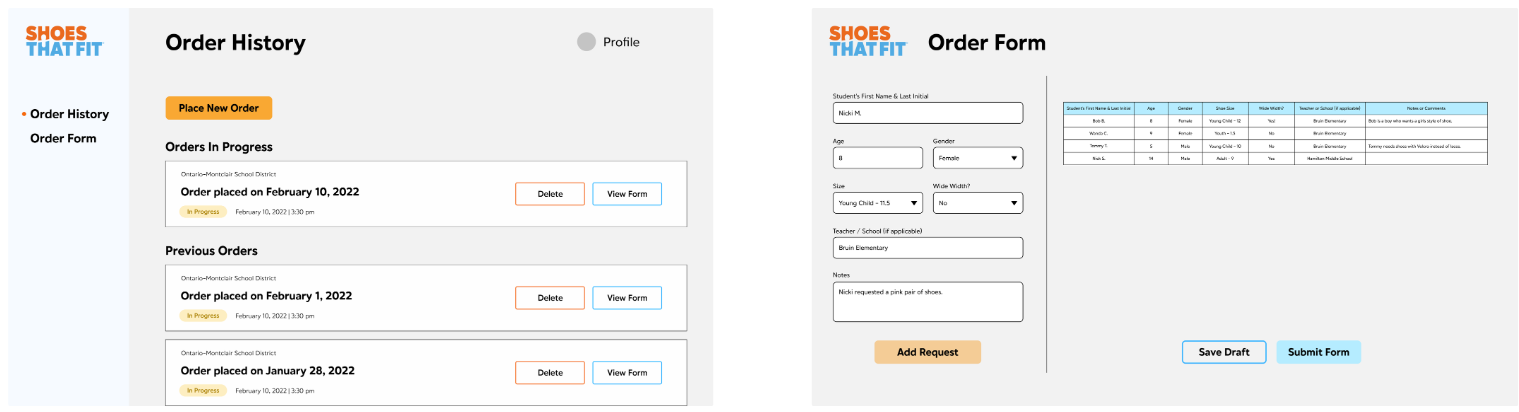 SHOES
THAT FIT
Order History
Order Form
Order History
Profile
Place New Order
Orders In Progress
Ontario-Montclair School District
Order placed on February 10, 2022
In Progress February 10, 2022 | 3:30 pm
Delete
View Form
Previous Orders
Ontario-Montclair School District
Order placed on February 1, 2022
In Progress February 10, 2022 | 3:30 pm
Delete
View Form
Ontario-Montclair School District
Order placed on January 28, 2022
In Progress February 10, 2022 | 3:30 pm
Delete
View Form
SHOES
THAT FIT
Order Form
Student's First Name & Last Initial
Nicki M.
Age Gender
8 Female
Size Wide Width?
Young Child - 11.5 No
Teacher / School (if applicable)
Bruin Elementary
Notes
Nicki requested a pink pair of shoes.
Add Request
Student's First Name & Last Initial Age Gender Shoe Size Wide Width? Teacher or School (if applicable) Notes or Comments
Bob B. 8 Female Young Child - 12 Yes! Bruin Elementary Bob is a boy who wants a girls style of shoe.
Wanda C. 9 Female Youth - 1.5 No Bruin Elementary
Tommy T. 5 Male Young Child - 10 No Bruin Elementary Tommy needs shoes with Velcro instead of laces.
14 Male Adult - 9 Yes Hamilton Middle School
Save Draft
Submit Form